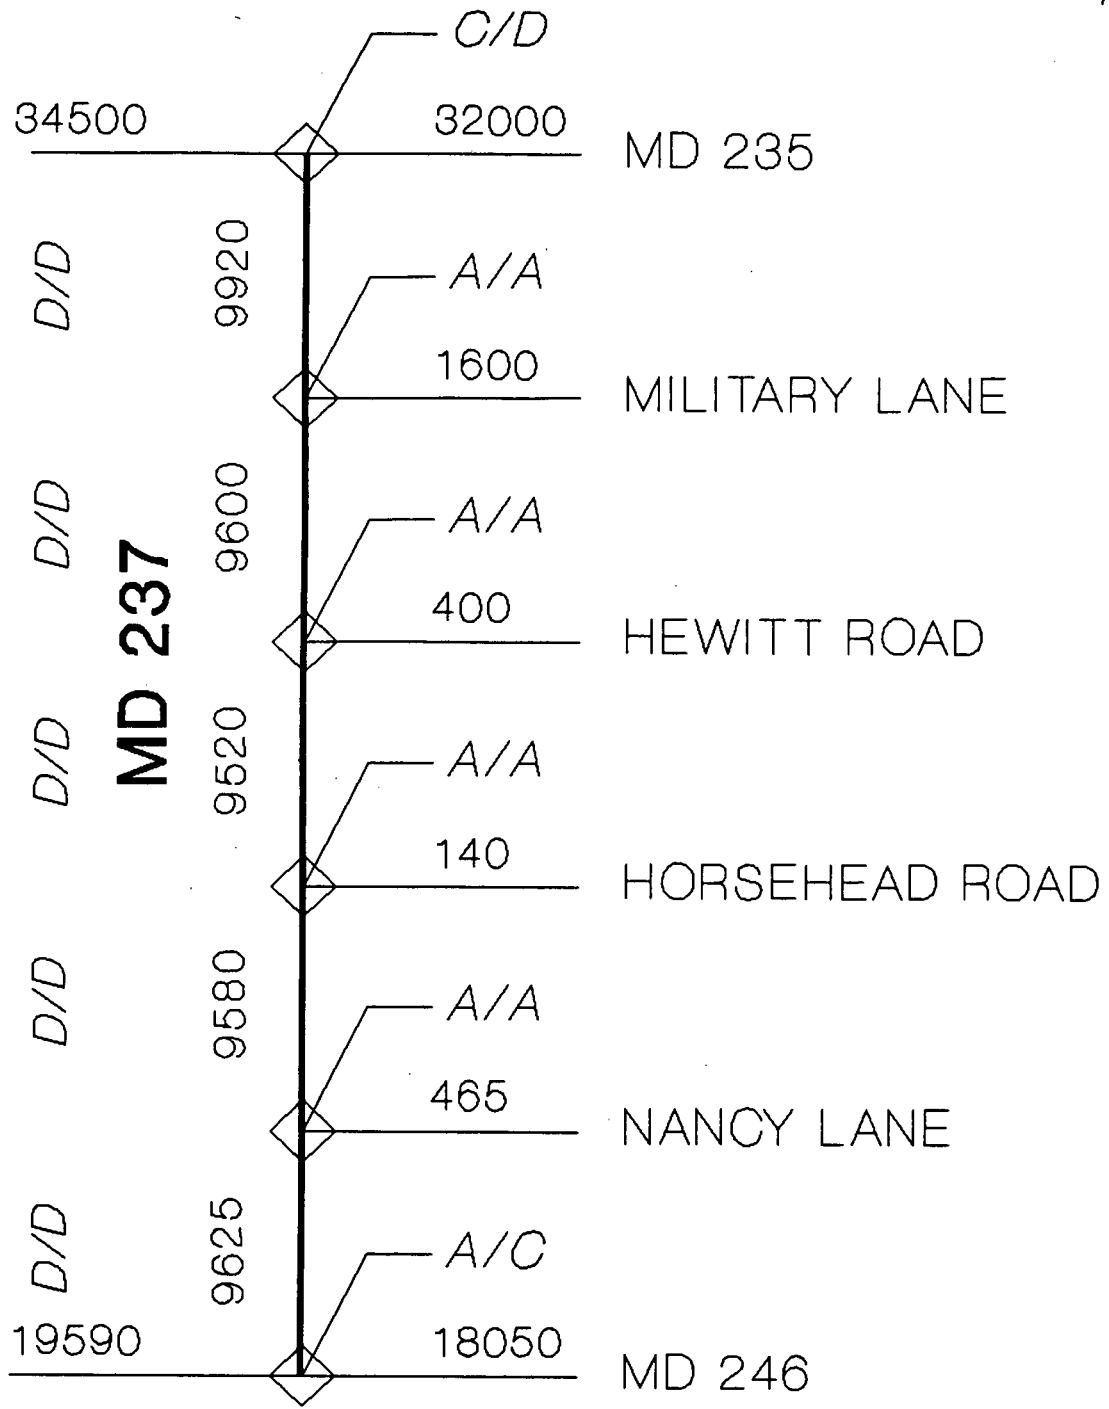 C/D
34500
32000
MD 235
D/D
9920
A/A
1600
MILITARY LANE
D/D
9600
A/A
400
HEWITT ROAD
MD 237
D/D
9520
A/A
140
HORSEHEAD ROAD
D/D
9580
A/A
465
NANCY LANE
D/D
9625
A/C
19590
18050
MD 246